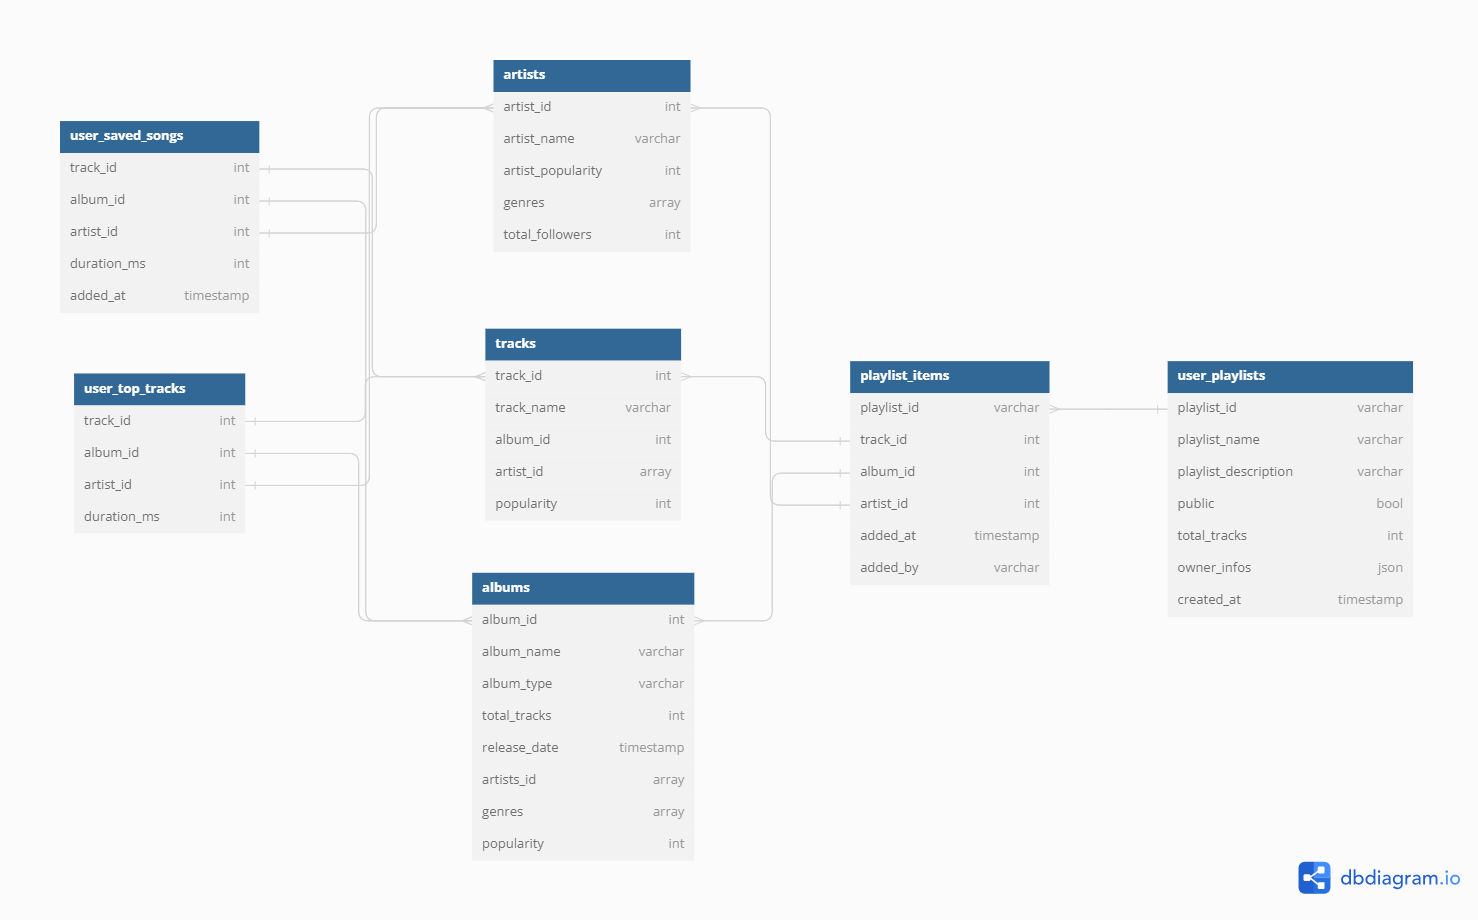 artists
artist_id int
artist_name varchar
artist_popularity int
genres array
total_followers int
user_saved_songs
track_id int
album_id int
artist_id int
duration_ms int
added_at timestamp
tracks
track_id int
track_name varchar
album_id int
artist_id array
popularity int
user_top_tracks
track_id int
album_id int
artist_id int
duration_ms int
playlist_items
playlist_id varchar
track_id int
album_id int
artist_id int
added_at timestamp
added_by varchar
user_playlists
playlist_id varchar
playlist_name varchar
playlist_description varchar
public bool
total_tracks int
owner_infos json
created_at timestamp
albums
album_id int
album_name varchar
album_type varchar
total_tracks int
release_date timestamp
artists_id array
genres array
popularity int
dbdiagram.io